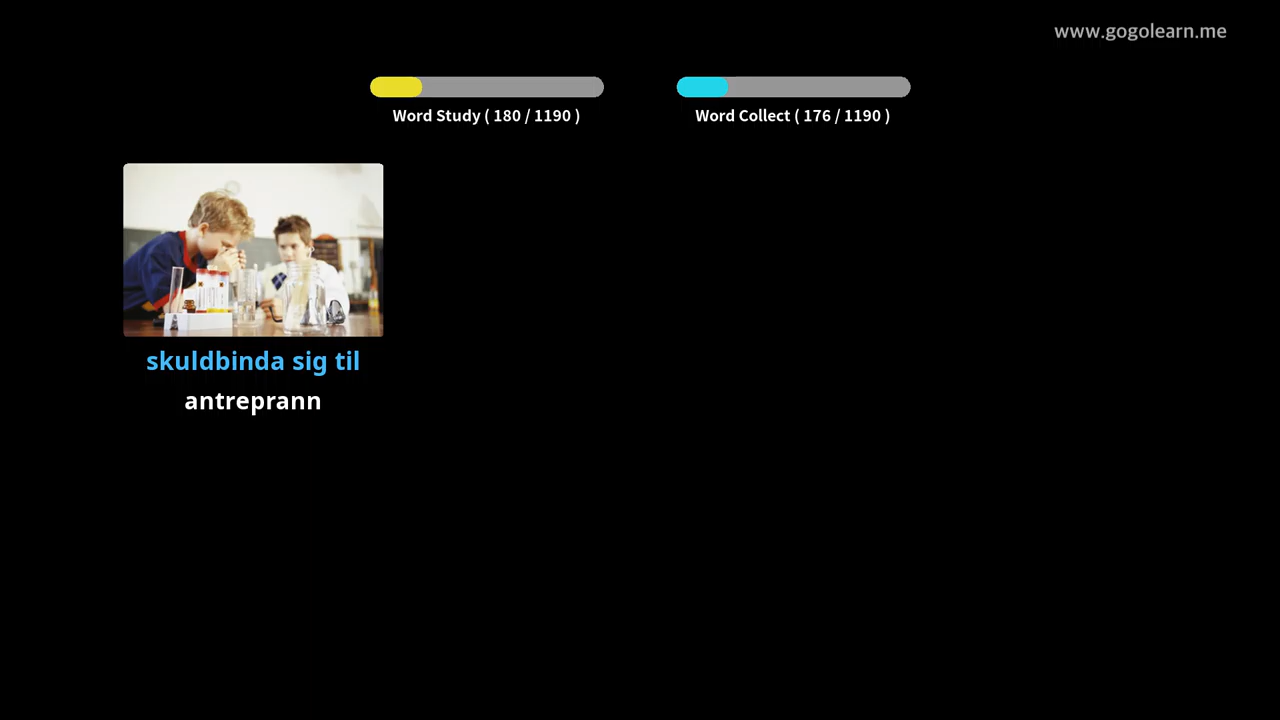 www.gogolearn.me
Word Study ( 180 / 1190 )
Word Collect ( 176 / 1190 )
skuldbinda sig til
antreprann